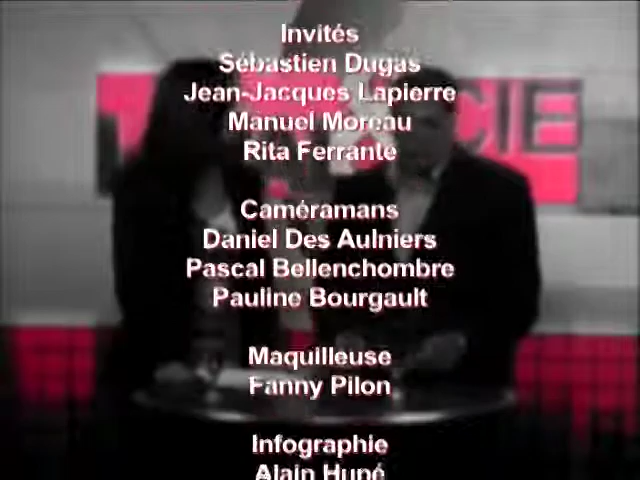 Invités
Sébastien Dugas
Jean-Jacques Lapierre
Manuel Moreau
Rita Ferrante
Caméramans
Daniel Des Aulniers
Pascal Bellenchombre
Pauline Bourgault
Maquilleuse
Fanny Pilon
Infographie
Alain Hupé